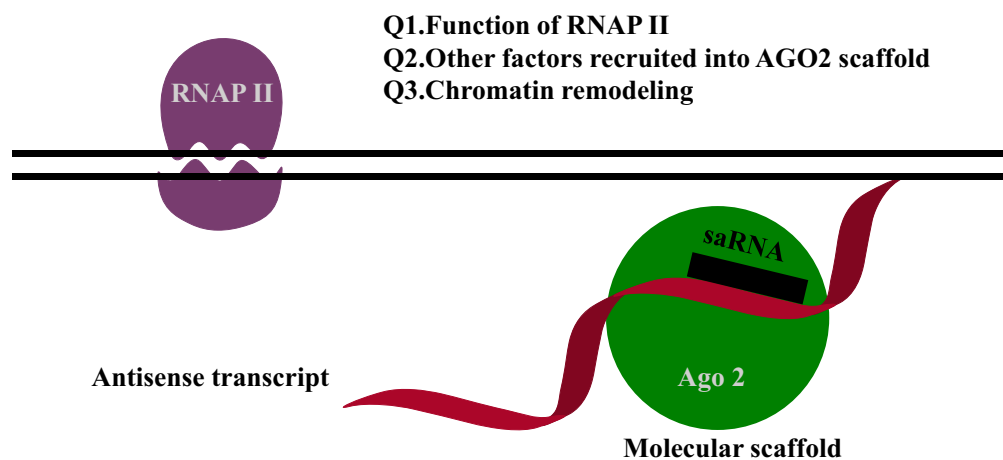 Q1.Function of RNAP II
Q2.Other factors recruited into AGO2 scaffold
Q3.Chromatin remodeling
RNAP II
saRNA
Antisense transcript
Ago 2
Molecular scaffold